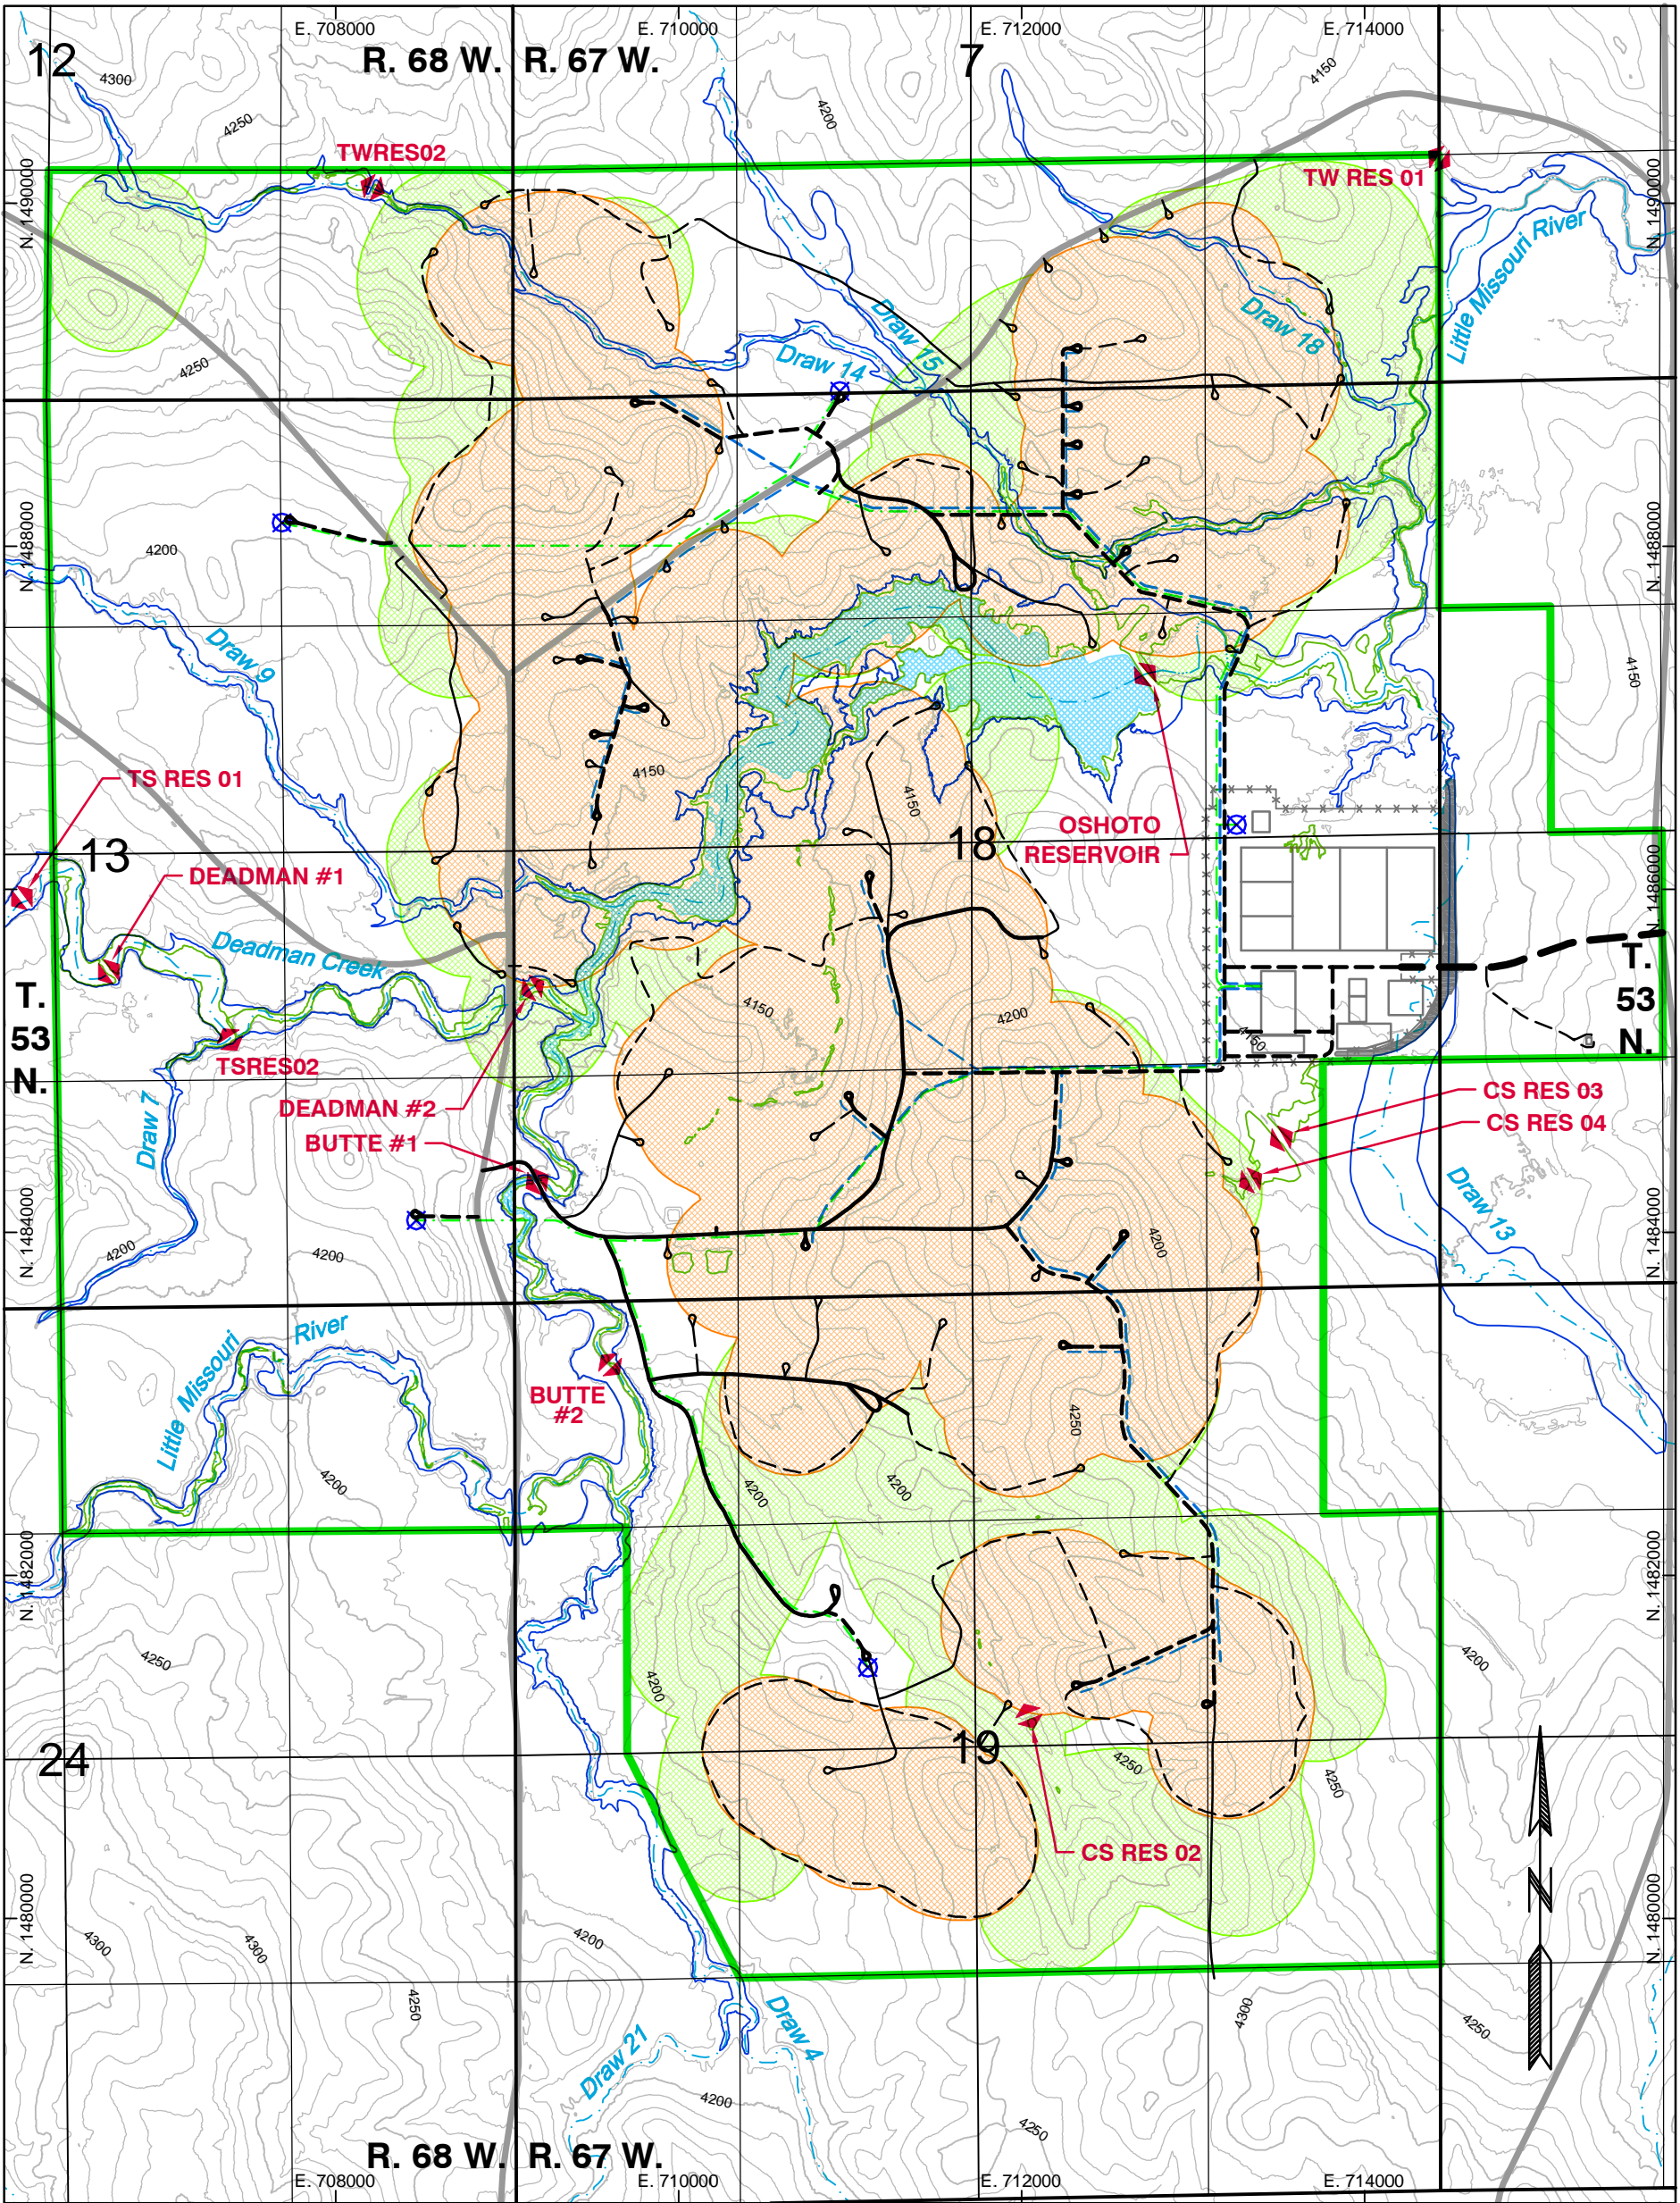 E. 708000
E. 710000
E. 712000
E. 714000
12
R. 68 W.
R. 67 W.
7
4300
4250
4200
4150
TWRES02
TW RES 01
N. 1490000
N. 1490000
Little Missouri River
Draw 15
Draw 18
Draw 14
4250
N. 1488000
4200
N. 1488000
Draw 9
4150
4150
4150
TS RES 01
OSHOTO
RESERVOIR
13
18
DEADMAN #1
N. 1486000
N. 1486000
Deadman Creek
T.
53
N.
T.
53
N.
4150
4200
4150
TSRES02
DEADMAN #2
BUTTE #1
CS RES 03
CS RES 04
Draw 7
Draw 13
N. 1484000
N. 1484000
4200
4200
4200
Little Missouri
River
BUTTE
#2
4250
4200
4200
4200
N. 1482000
N. 1482000
4250
4200
4200
24
19
4250
4250
CS RES 02
N. 1480000
N. 1480000
4300
4300
4200
4250
N
Draw 4
Draw 21
4300
4250
4200
4250
R. 68 W.
R. 67 W.
E. 708000
E. 710000
E. 712000
E. 714000